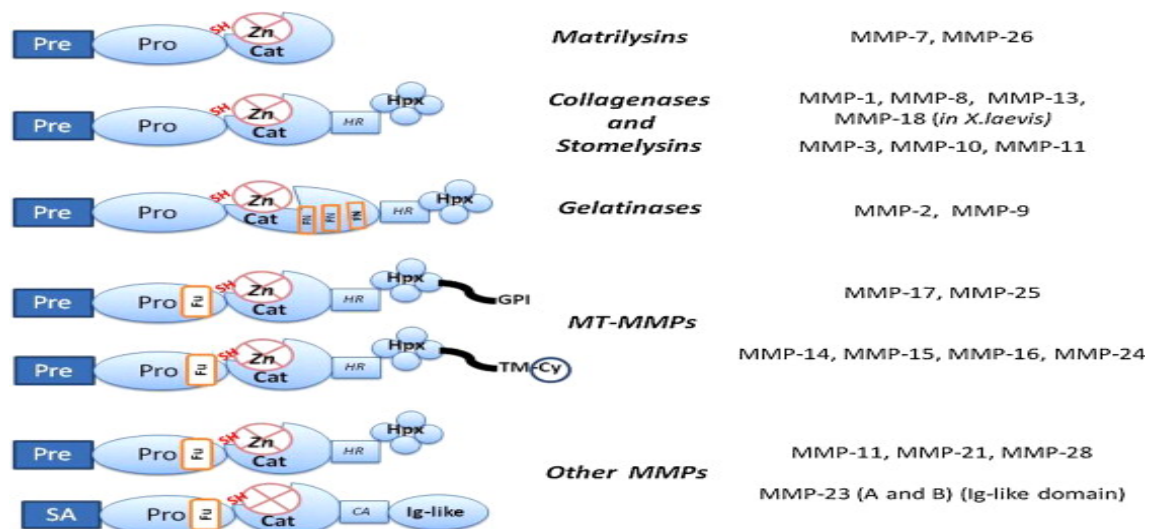 SH Zn
Pre Pro Cat Matrilysins MMP-7, MMP-26
SH Zn Hpx Collagenases MMP-1, MMP-8, MMP-13,
Pre Pro Cat HR and MMP-18 (in X.laevis)
Stomelysins MMP-3, MMP-10, MMP-11
SH Zn Hpx
Pre Pro Cat FN FN FN HR Gelatinases MMP-2, MMP-9
SH Zn Hpx
Pre Pro Fu Cat HR GPI MMP-17, MMP-25
MT-MMPs
SH Zn Hpx
Pre Pro Fu Cat HR TM-Cy MMP-14, MMP-15, MMP-16, MMP-24
SH Zn Hpx
Pre Pro Fu Cat HR MMP-11, MMP-21, MMP-28
Other MMPs
SH MMP-23 (A and B) (Ig-like domain)
SA Pro Fu Cat CA Ig-like